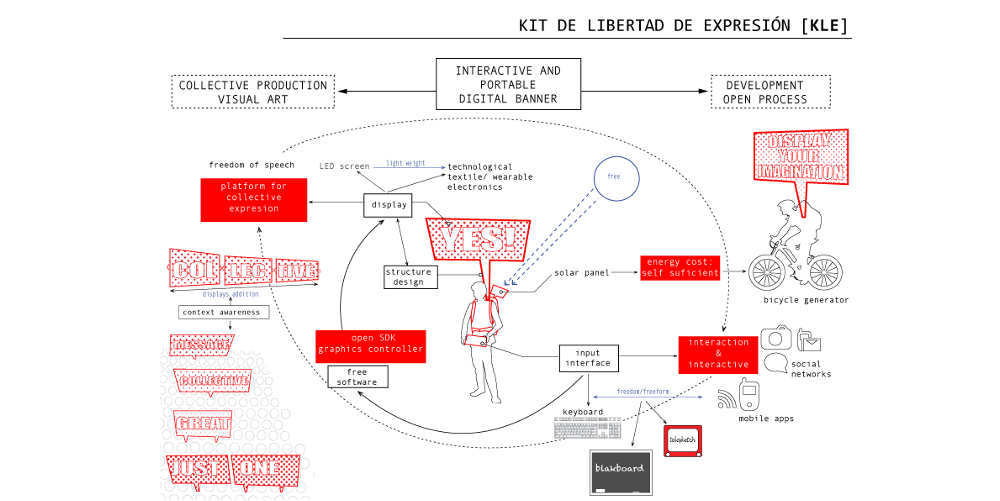 KIT DE LIBERTAD DE EXPRESIÓN [KLE]
INTERACTIVE AND
PORTABLE
DIGITAL BANNER
COLLECTIVE PRODUCTION
VISUAL ART
DEVELOPMENT
OPEN PROCESS
DISPLAY
YOUR
IMAGINATION
freedom of speech
platform for
collective
expresion
LED screen
light weight
technological
textile/ wearable
electronics
free
display
YES!
COL LEC TIVE
displays addition
context awareness
structure
design
solar panel
energy cost:
self suficient
bicycle generator
open SDK
graphics controller
free
software
input
interface
interaction
&
interactive
social
networks
mobile apps
freedom/freeform
keyboard
blakboard
telesketch
MESSAGE
COLLECTIVE
GREAT
JUST ONE